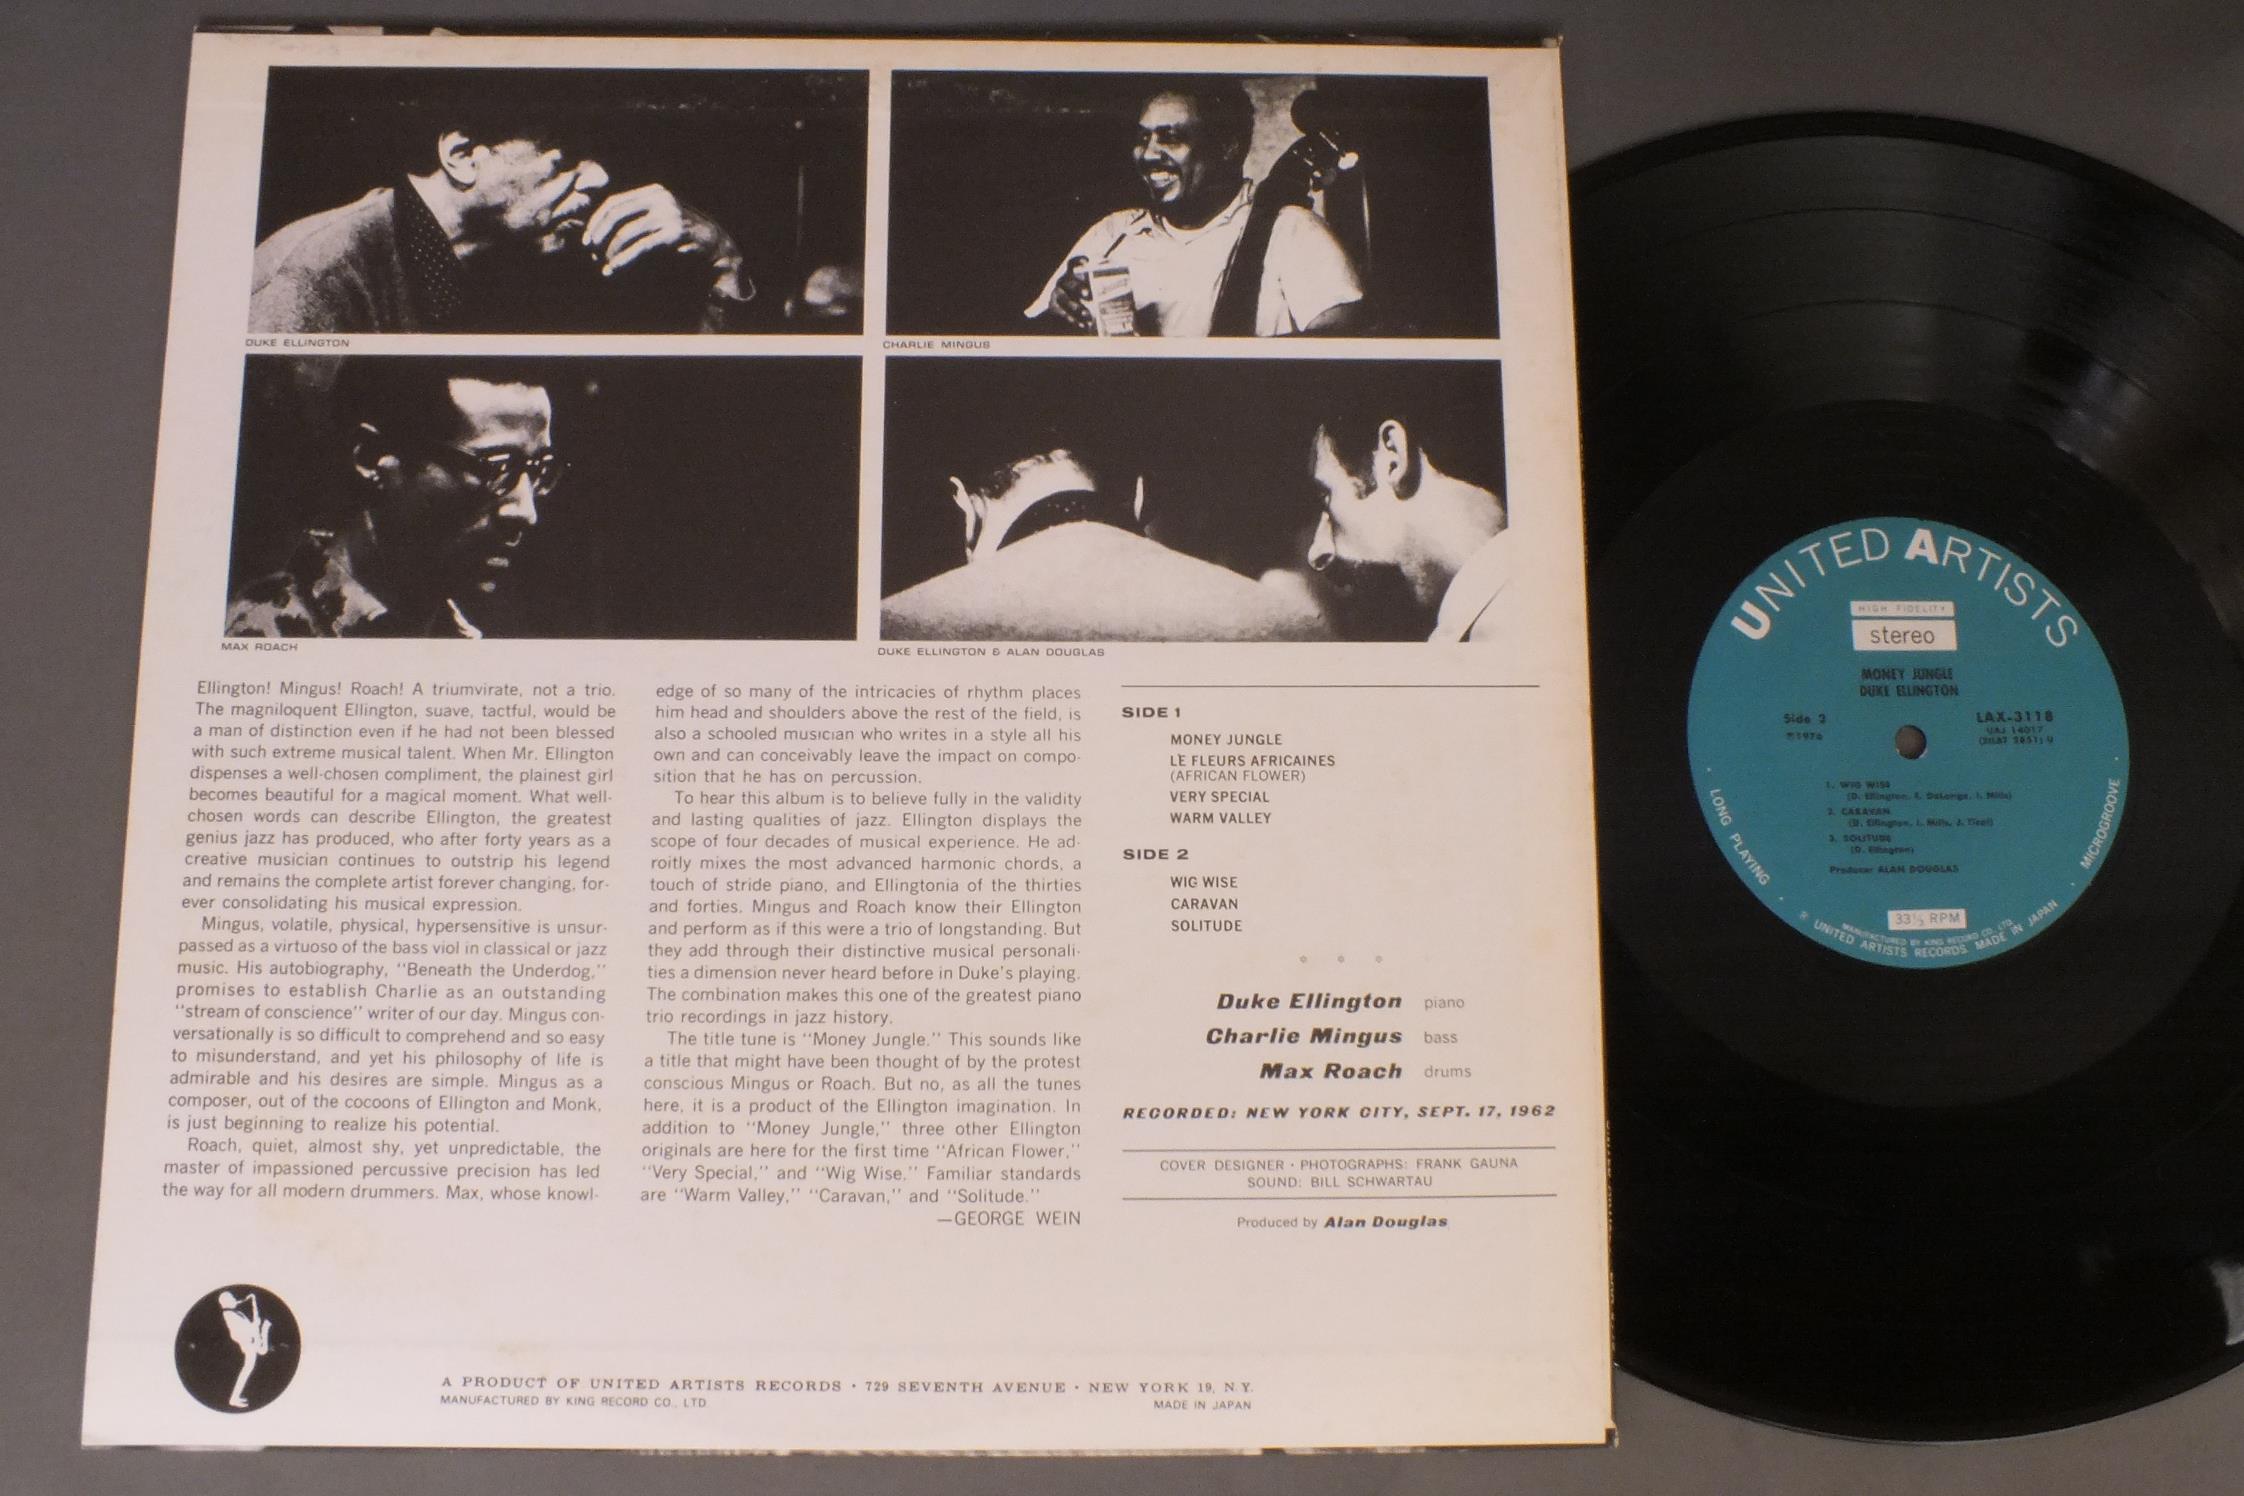 DUKE ELLINGTON
CHARLIE MINGUS
MAX ROACH
DUKE ELLINGTON & ALAN DOUGLAS
Ellington! Mingus! Roach! A triumvirate, not a trio.
The magniloquent Ellington, suave, tactful, would be
a man of distinction even if he had not been blessed
with such extreme musical talent. When Mr. Ellington
dispenses a well-chosen compliment, the plainest girl
becomes beautiful for a magical moment. What well-
chosen words can describe Ellington, the greatest
genius jazz has produced, who after forty years as a
creative musician continues to outstrip his legend
and remains the complete artist forever changing, for-
ever consolidating his musical expression.
Mingus, volatile, physical, hypersensitive is unsur-
passed as a virtuoso of the bass viol in classical or jazz
music. His autobiography, "Beneath the Underdog,"
promises to establish Charlie as an outstanding
"stream of conscience" writer of our day. Mingus con-
versationally is so difficult to comprehend and so easy
to misunderstand, and yet his philosophy of life is
admirable and his desires are simple. Mingus as a
composer, out of the cocoons of Ellington and Monk,
is just beginning to realize his potential.
Roach, quiet, almost shy, yet unpredictable, the
master of impassioned percussive precision has led
the way for all modern drummers. Max, whose knowl-
edge of so many of the intricacies of rhythm places
him head and shoulders above the rest of the field, is
also a schooled musician who writes in a style all his
own and can conceivably leave the impact on compo-
sition that he has on percussion.
To hear this album is to believe fully in the validity
and lasting qualities of jazz. Ellington displays the
scope of four decades of musical experience. He ad-
roitly mixes the most advanced harmonic chords, a
touch of stride piano, and Ellingtonia of the thirties
and forties. Mingus and Roach know their Ellington
and perform as if this were a trio of longstanding. But
they add through their distinctive musical personali-
ties a dimension never heard before in Duke's playing.
The combination makes this one of the greatest piano
trio recordings in jazz history.
The title tune is "Money Jungle." This sounds like
a title that might have been thought of by the protest
conscious Mingus or Roach. But no, as all the tunes
here, it is a product of the Ellington imagination. In
addition to "Money Jungle," three other Ellington
originals are here for the first time "African Flower,"
"Very Special," and "Wig Wise." Familiar standards
are "Warm Valley," "Caravan," and "Solitude."
—GEORGE WEIN
SIDE 1
MONEY JUNGLE
LE FLEURS AFRICAINES
(AFRICAN FLOWER)
VERY SPECIAL
WARM VALLEY
SIDE 2
WIG WISE
CARAVAN
SOLITUDE
Duke Ellington piano
Charlie Mingus bass
Max Roach drums
RECORDED: NEW YORK CITY, SEPT. 17, 1962
COVER DESIGNER · PHOTOGRAPHS: FRANK GAUNA
SOUND: BILL SCHWARTAU
Produced by Alan Douglas
A PRODUCT OF UNITED ARTISTS RECORDS · 729 SEVENTH AVENUE · NEW YORK 19, N.Y.
MANUFACTURED BY KING RECORD CO., LTD.
MADE IN JAPAN
UNITED ARTISTS
HIGH FIDELITY
stereo
MONEY JUNGLE
DUKE ELLINGTON
Side 2
℗1976
LAX-3118
UAJ 14017
1. WIG WISE
2. CARAVAN
(D. Ellington, I. Mills, J. Tizol)
3. SOLITUDE
(D. Ellington)
Producer ALAN DOUGLAS
LONG PLAYING
MICROGROOVE
33⅓ RPM
MANUFACTURED BY KING RECORD CO., LTD.
UNITED ARTISTS RECORDS. MADE IN JAPAN